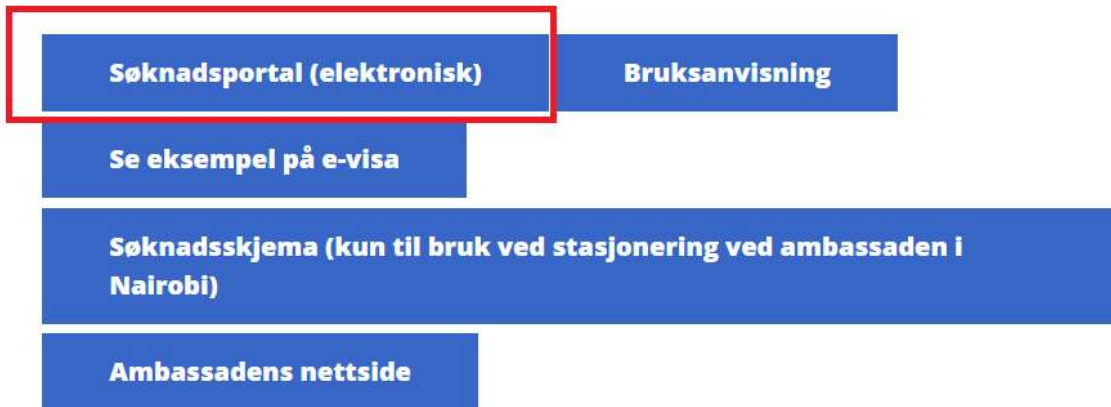 Søknadsportal (elektronisk)
Bruksanvisning
Se eksempel på e-visa
Søknadsskjema (kun til bruk ved stasjonering ved ambassaden i
Nairobi)
Ambassadens nettside